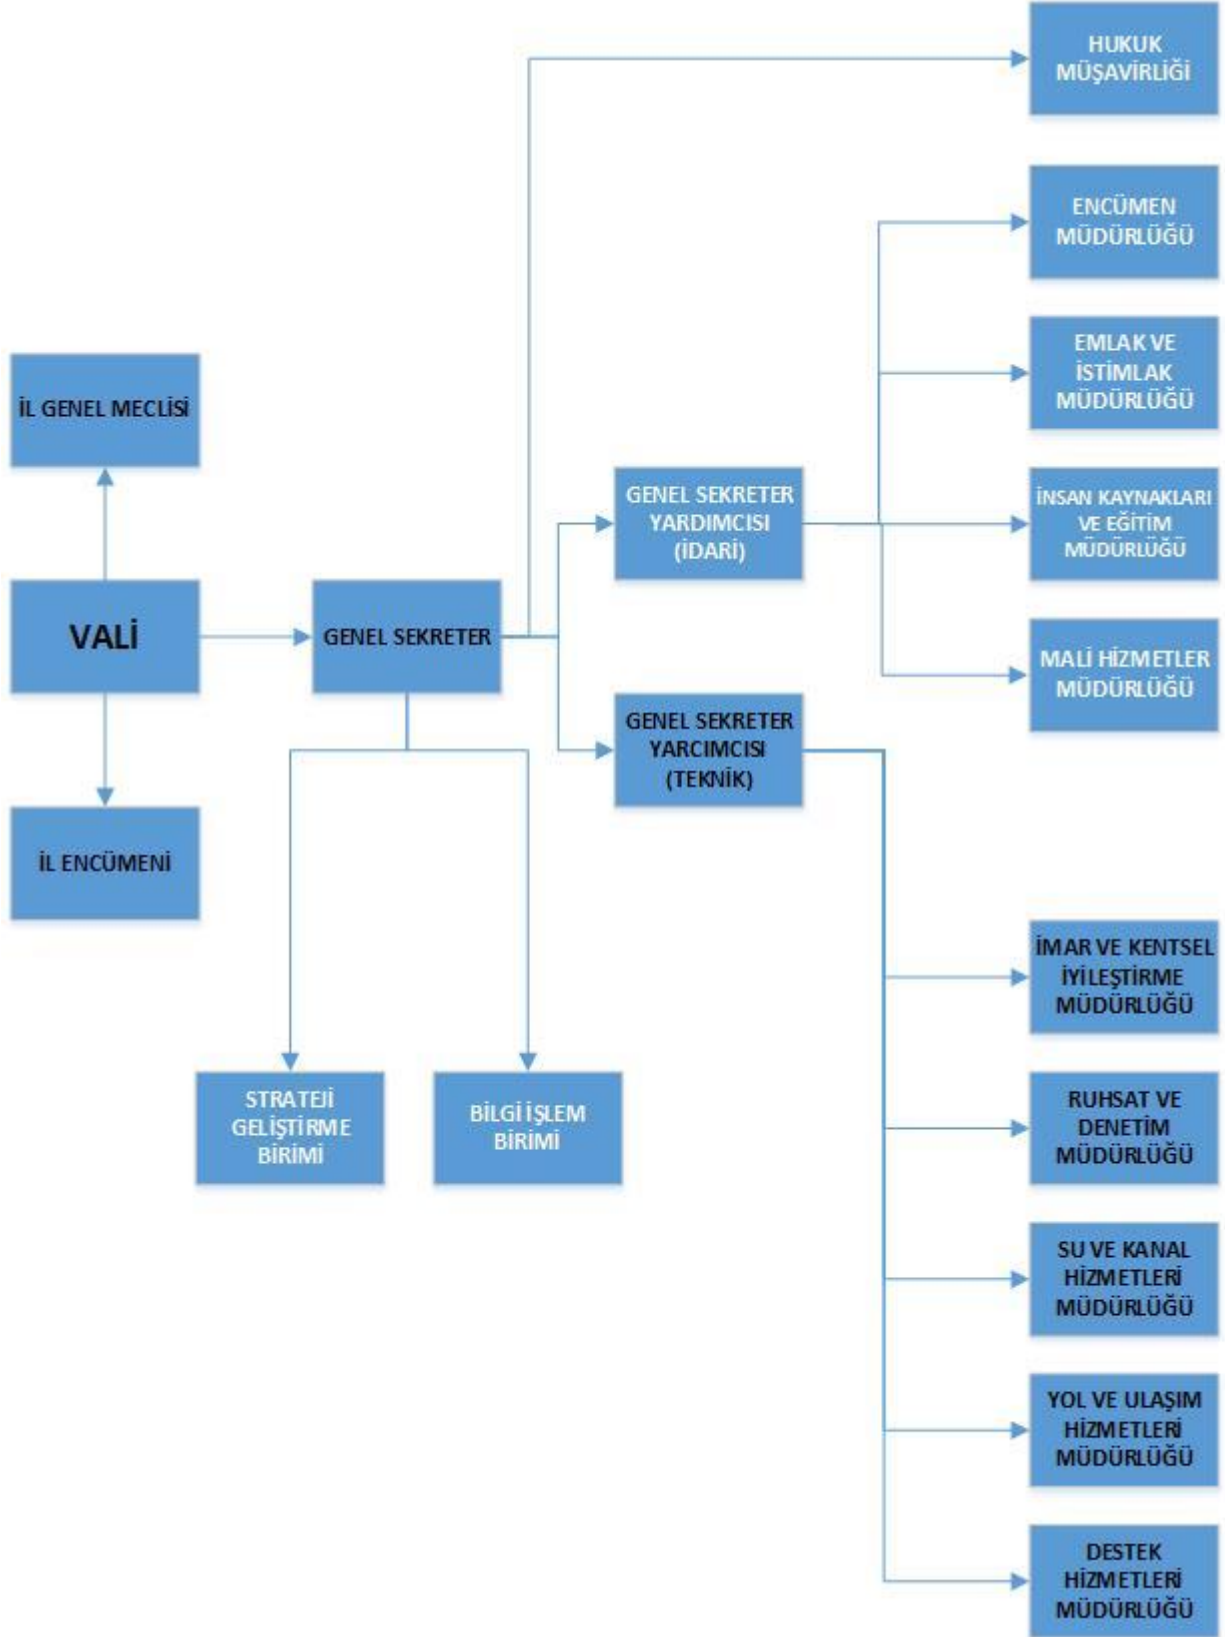 HUKUK
MÜŞAVİRLİĞİ
ENCÜMEN
MÜDÜRLÜĞÜ
EMLAK VE
İSTİMLAK
MÜDÜRLÜĞÜ
İL GENEL MECLİSİ
GENEL SEKRETER
YARDIMCISI
(İDARİ)
İNSAN KAYNAKLARI
VE EĞİTİM
MÜDÜRLÜĞÜ
VALİ
GENEL SEKRETER
MALİ HİZMETLER
MÜDÜRLÜĞÜ
GENEL SEKRETER
YARCIMCISI
(TEKNİK)
İL ENCÜMENİ
İMAR VE KENTSEL
İYİLEŞTİRME
MÜDÜRLÜĞÜ
STRATEJİ
GELİŞTİRME
BİRİMİ
BİLGİ İŞLEM
BİRİMİ
RUHSAT VE
DENETİM
MÜDÜRLÜĞÜ
SU VE KANAL
HİZMETLERİ
MÜDÜRLÜĞÜ
YOL VE ULAŞIM
HİZMETLERİ
MÜDÜRLÜĞÜ
DESTEK
HİZMETLERİ
MÜDÜRLÜĞÜ